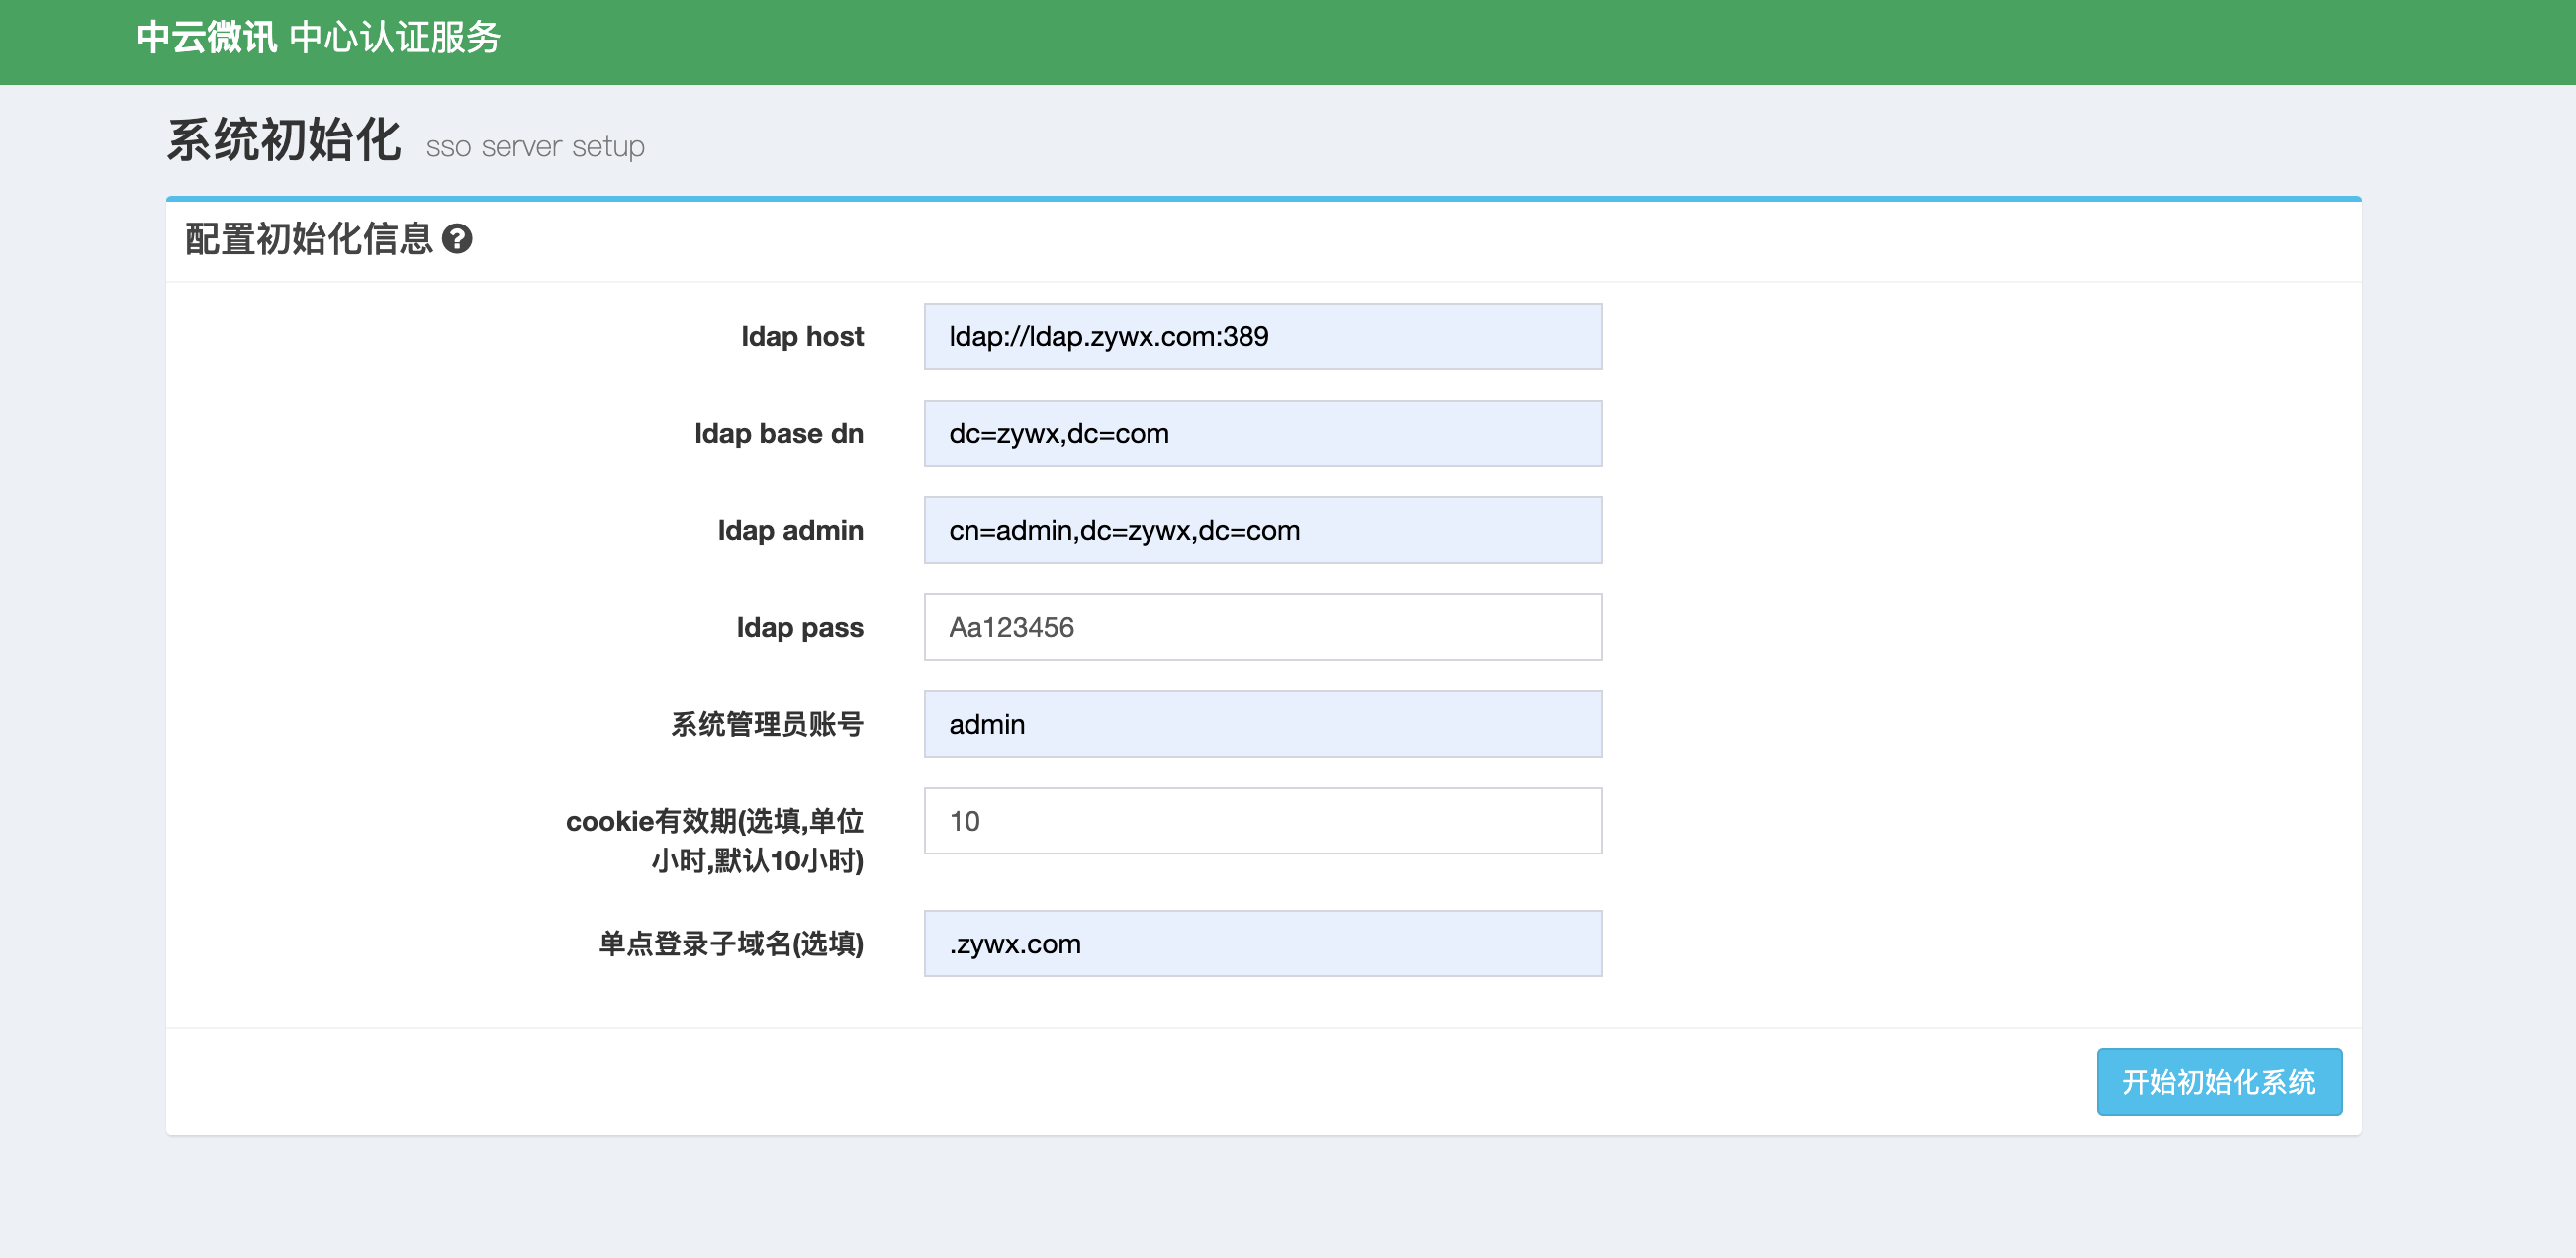 中云微讯 中心认证服务
系统初始化 sso server setup
配置初始化信息
ldap host ldap://ldap.zywx.com:389
ldap base dn dc=zywx,dc=com
ldap admin cn=admin,dc=zywx,dc=com
ldap pass Aa123456
系统管理员账号 admin
cookie有效期(选填,单位 10
小时,默认10小时)
单点登录子域名(选填) .zywx.com
开始初始化系统